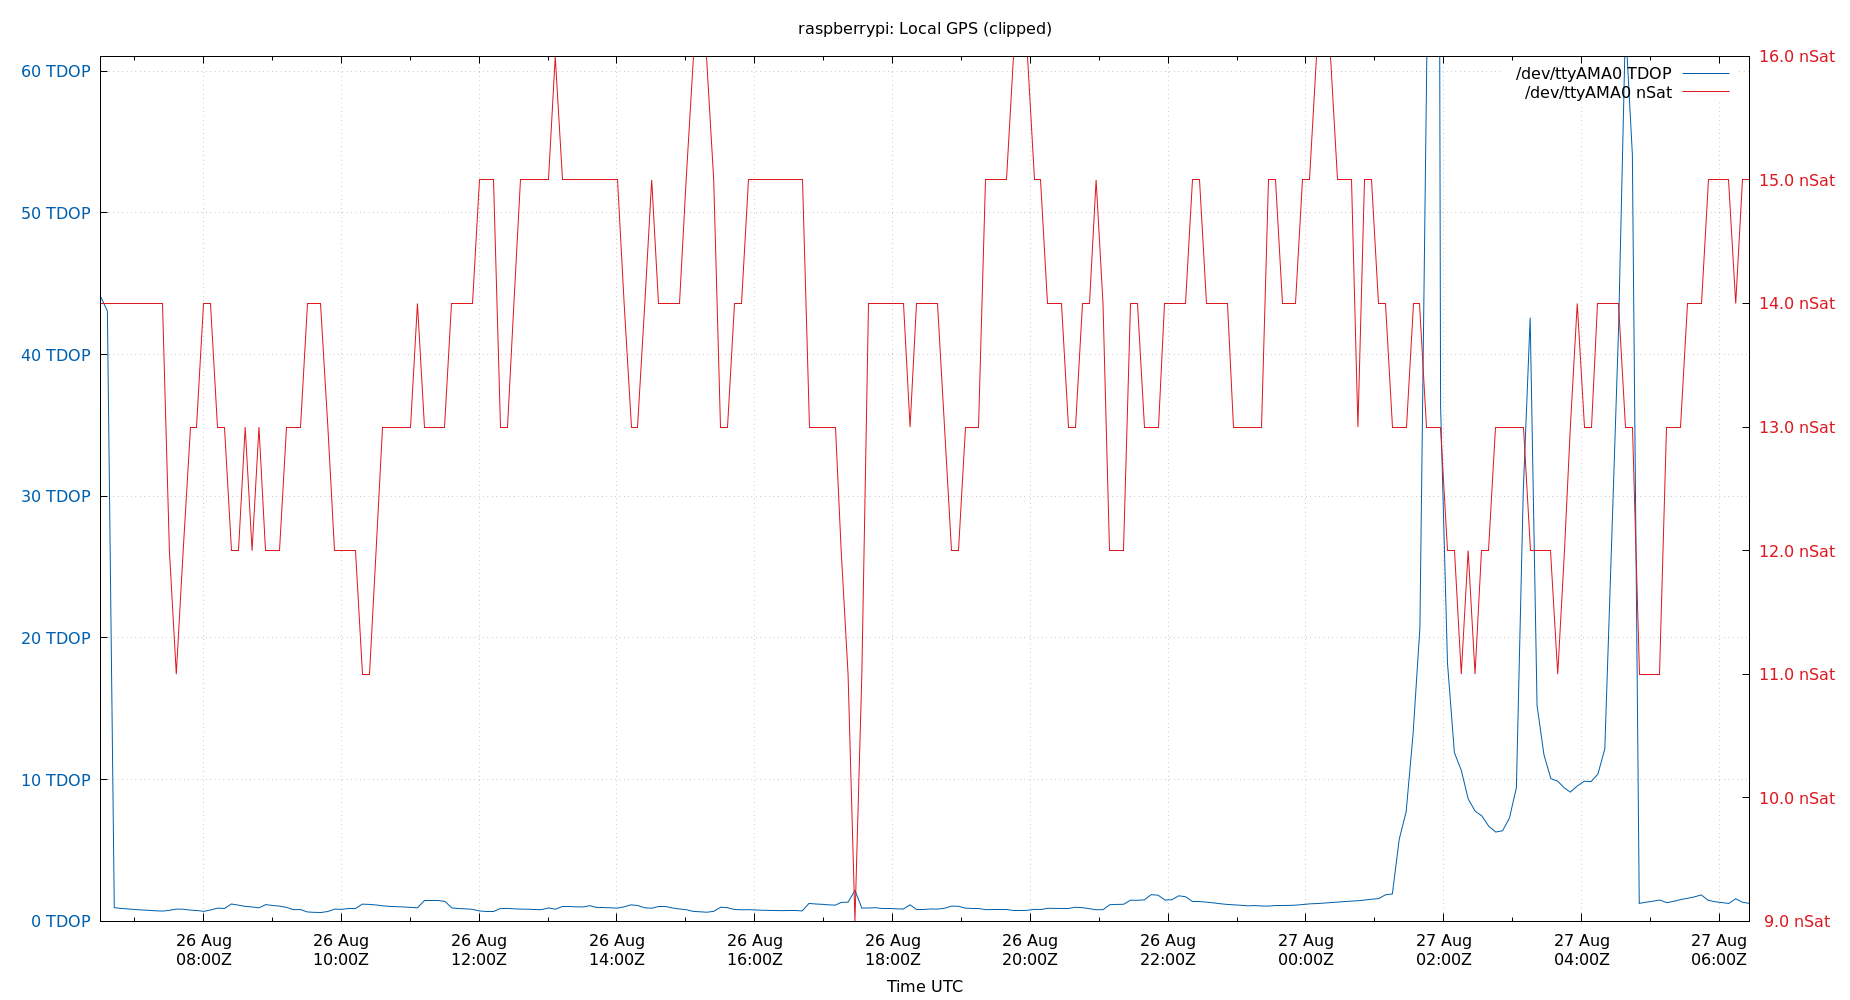 raspberrypi: Local GPS (clipped)
60 TDOP
50 TDOP
40 TDOP
30 TDOP
20 TDOP
10 TDOP
0 TDOP
16.0 nSat
15.0 nSat
14.0 nSat
13.0 nSat
12.0 nSat
11.0 nSat
10.0 nSat
9.0 nSat
/dev/ttyAMA0 TDOP
/dev/ttyAMA0 nSat
26 Aug
08:00Z
26 Aug
10:00Z
26 Aug
12:00Z
26 Aug
14:00Z
26 Aug
16:00Z
26 Aug
18:00Z
26 Aug
20:00Z
26 Aug
22:00Z
27 Aug
00:00Z
27 Aug
02:00Z
27 Aug
04:00Z
27 Aug
06:00Z
Time UTC